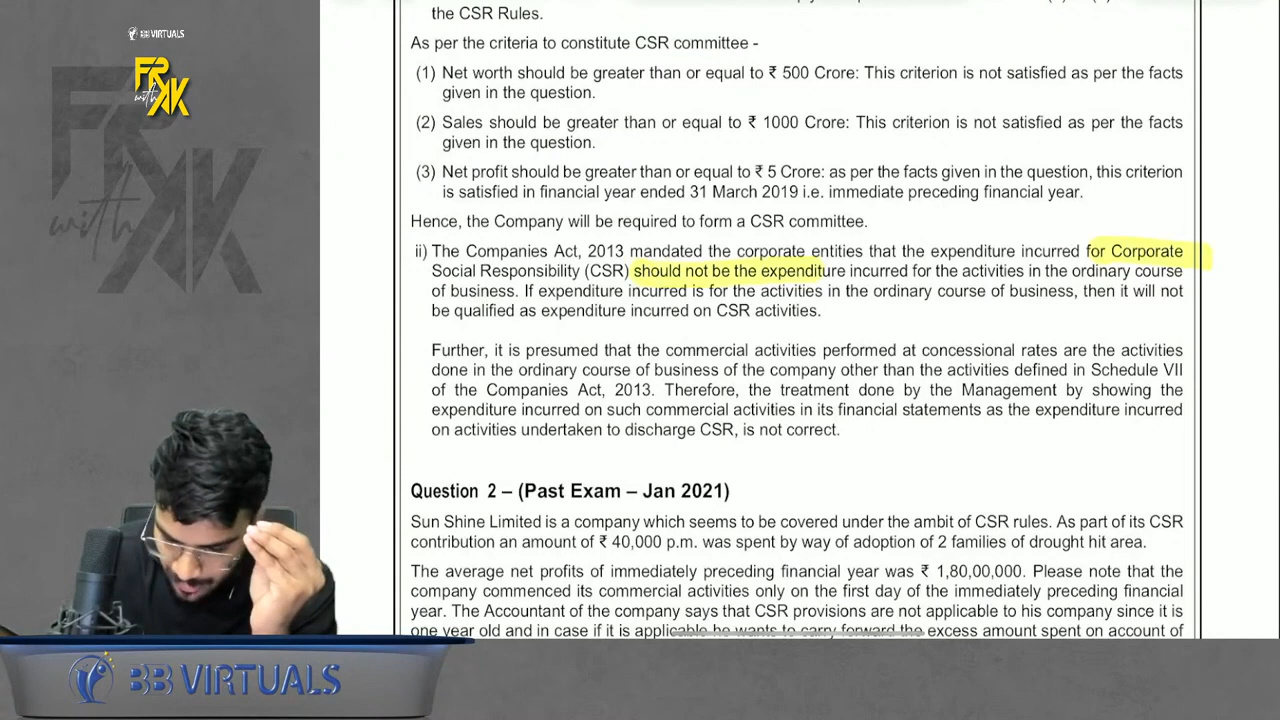 BB VIRTUALS
FR
with
AK
FR
with
AK
the CSR Rules.
As per the criteria to constitute CSR committee -
(1) Net worth should be greater than or equal to ₹ 500 Crore: This criterion is not satisfied as per the facts
given in the question.
(2) Sales should be greater than or equal to ₹ 1000 Crore: This criterion is not satisfied as per the facts
given in the question.
(3) Net profit should be greater than or equal to ₹ 5 Crore: as per the facts given in the question, this criterion
is satisfied in financial year ended 31 March 2019 i.e. immediate preceding financial year.
Hence, the Company will be required to form a CSR committee.
ii) The Companies Act, 2013 mandated the corporate entities that the expenditure incurred for Corporate
Social Responsibility (CSR) should not be the expenditure incurred for the activities in the ordinary course
of business. If expenditure incurred is for the activities in the ordinary course of business, then it will not
be qualified as expenditure incurred on CSR activities.
Further, it is presumed that the commercial activities performed at concessional rates are the activities
done in the ordinary course of business of the company other than the activities defined in Schedule VII
of the Companies Act, 2013. Therefore, the treatment done by the Management by showing the
expenditure incurred on such commercial activities in its financial statements as the expenditure incurred
on activities undertaken to discharge CSR, is not correct.
Question 2 – (Past Exam – Jan 2021)
Sun Shine Limited is a company which seems to be covered under the ambit of CSR rules. As part of its CSR
contribution an amount of ₹ 40,000 p.m. was spent by way of adoption of 2 families of drought hit area.
The average net profits of immediately preceding financial year was ₹ 1,80,00,000. Please note that the
company commenced its commercial activities only on the first day of the immediately preceding financial
year. The Accountant of the company says that CSR provisions are not applicable to his company since it is
one year old and in case if it is applicable he wants to carry forward the excess amount spent on account of
BB VIRTUALS